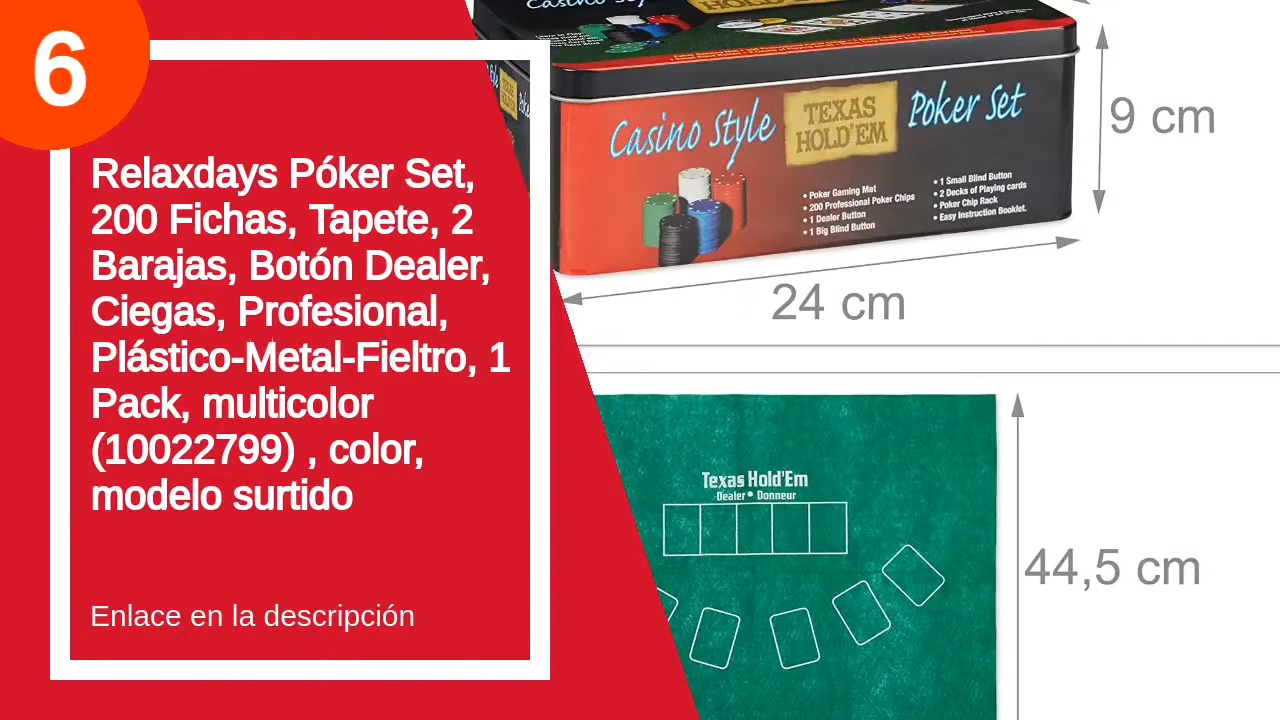 6
Relaxdays Póker Set,
200 Fichas, Tapete, 2
Barajas, Botón Dealer,
Ciegas, Profesional,
Plástico-Metal-Fieltro, 1
Pack, multicolor
(10022799) , color,
modelo surtido
Enlace en la descripción
Casino Style
TEXAS
HOLD'EM
Poker Set
• Poker Gaming Mat
• 200 Professional Poker Chips
• 1 Dealer Button
• 1 Big Blind Button
• 1 Small Blind Button
• 2 Decks of Playing cards
• Poker Chip Rack
• Easy Instruction Booklet.
9 cm
24 cm
Texas Hold'Em
Dealer • Donneur
44,5 cm